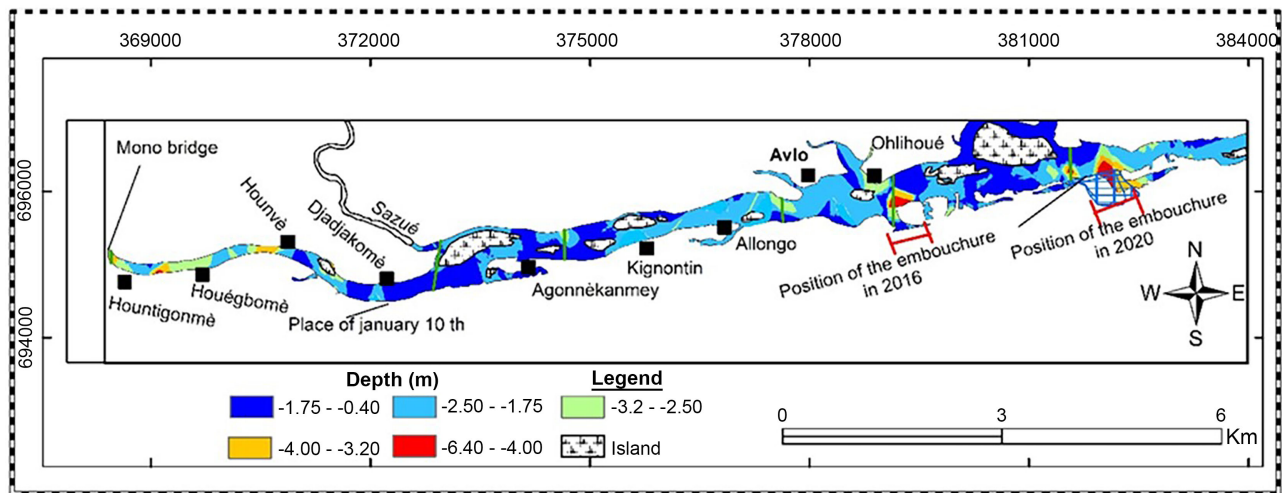 369000 372000 375000 378000 381000 384000
696000
694000
Mono bridge
Hounvè
Djadjakomè
Sazué
Avlo
Ohlihoué
Hountigonmè
Houégbomè
Place of january 10 th
Agonnèkanmey
Kignontin
Allongo
Position of the embouchure
in 2016
Position of the embouchure
in 2020
N
W E
S
Depth (m) Legend
-1.75 - -0.40 -2.50 - -1.75 -3.2 - -2.50
-4.00 - -3.20 -6.40 - -4.00 Island
0 3 6
Km